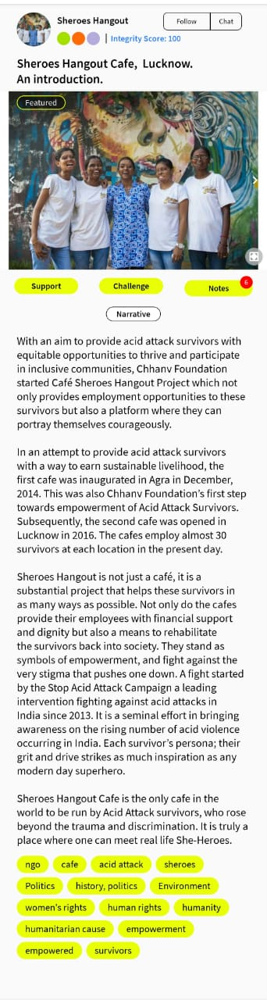 Sheroes Hangout
Follow
Chat
| Integrity Score: 100
Sheroes Hangout Cafe, Lucknow.
An introduction.
Featured
Support
Challenge
Notes
6
Narrative
With an aim to provide acid attack survivors with
equitable opportunities to thrive and participate
in inclusive communities, Chhanv Foundation
started Café Sheroes Hangout Project which not
only provides employment opportunities to these
survivors but also a platform where they can
portray themselves courageously.
In an attempt to provide acid attack survivors
with a way to earn sustainable livelihood, the
first cafe was inaugurated in Agra in December,
2014. This was also Chhanv Foundation's first step
towards empowerment of Acid Attack Survivors.
Subsequently, the second cafe was opened in
Lucknow in 2016. The cafes employ almost 30
survivors at each location in the present day.
Sheroes Hangout is not just a café, it is a
substantial project that helps these survivors in
as many ways as possible. Not only do the cafes
provide their employees with financial support
and dignity but also a means to rehabilitate
the survivors back into society. They stand as
symbols of empowerment, and fight against the
very stigma that pushes one down. A fight started
by the Stop Acid Attack Campaign a leading
intervention fighting against acid attacks in
India since 2013. It is a seminal effort in bringing
awareness on the rising number of acid violence
occurring in India. Each survivor's persona; their
grit and drive strikes as much inspiration as any
modern day superhero.
Sheroes Hangout Cafe is the only cafe in the
world to be run by Acid Attack survivors, who rose
beyond the trauma and discrimination. It is truly a
place where one can meet real life She-Heroes.
ngo
cafe
acid attack
sheroes
Politics
history, politics
Environment
women's rights
human rights
humanity
humanitarian cause
empowerment
empowered
survivors